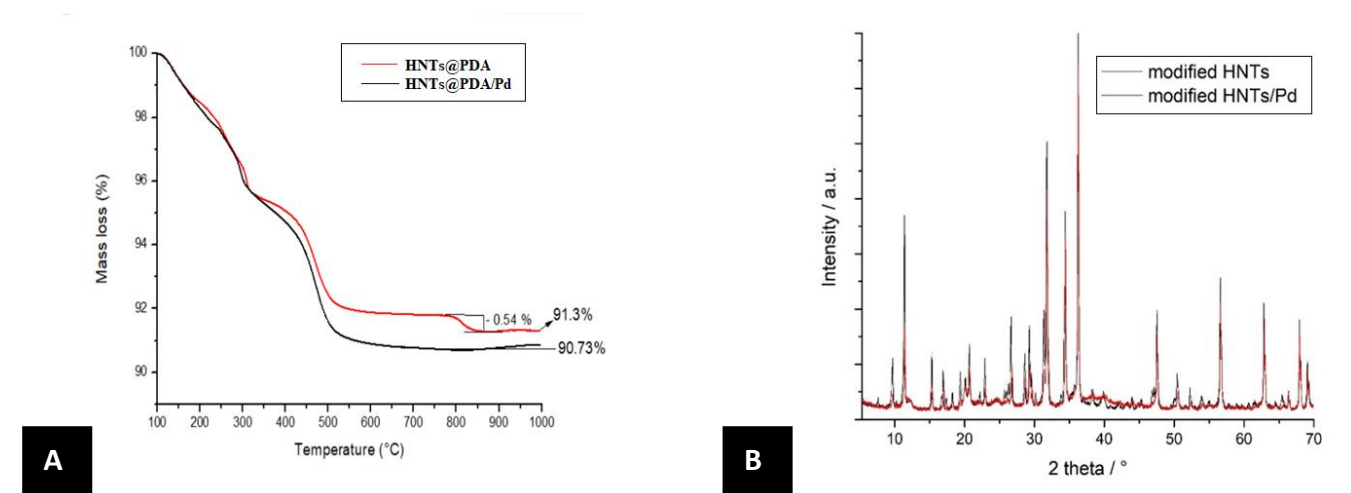 HNTs@PDA
HNTs@PDA/Pd
100
98
96
94
92
90
Mass loss (%)
- 0.54 %
91.3%
90.73%
100 200 300 400 500 600 700 800 900 1000
Temperature (°C)
A
modified HNTs
modified HNTs/Pd
Intensity / a.u.
10 20 30 40 50 60 70
2 theta / °
B